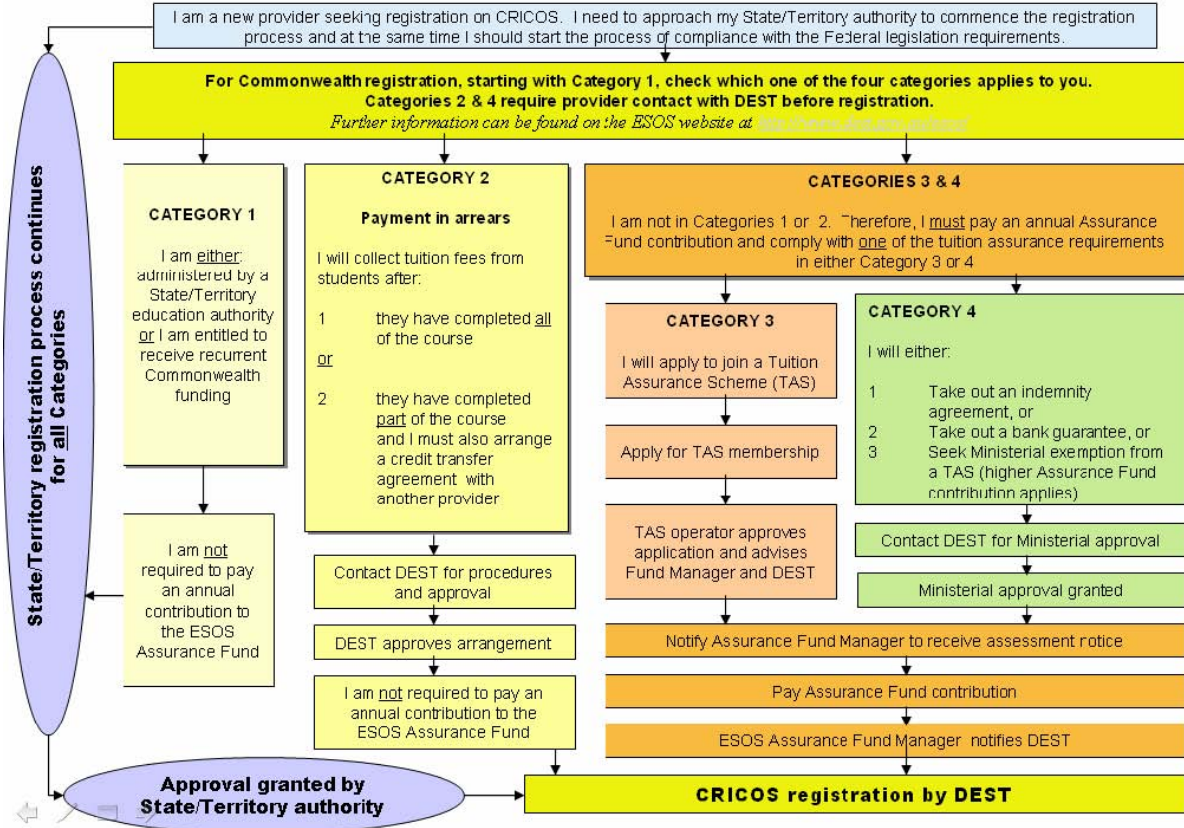 I am a new provider seeking registration on CRICOS. I need to approach my State/Territory authority to commence the registration
process and at the same time I should start the process of compliance with the Federal legislation requirements.
For Commonwealth registration, starting with Category 1, check which one of the four categories applies to you.
Categories 2 & 4 require provider contact with DEST before registration.
Further information can be found on the ESOS website at
State/Territory registration process continues
for all Categories
CATEGORY 1
I am either:
administered by a
State/Territory
education authority
or I am entitled to
receive recurrent
Commonwealth
funding
I am not
required to pay
an annual
contribution to
the ESOS
Assurance Fund
CATEGORY 2
Payment in arrears
I will collect tuition fees from
students after:
1 they have completed all
of the course
or
2 they have completed
part of the course
and I must also arrange
a credit transfer
agreement with
another provider
Contact DEST for procedures
and approval
DEST approves arrangement
I am not required to pay an
annual contribution to the
ESOS Assurance Fund
CATEGORIES 3 & 4
I am not in Categories 1 or 2. Therefore, I must pay an annual Assurance
Fund contribution and comply with one of the tuition assurance requirements
in either Category 3 or 4
CATEGORY 3
I will apply to join a Tuition
Assurance Scheme (TAS)
Apply for TAS membership
TAS operator approves
application and advises
Fund Manager and DEST
CATEGORY 4
I will either:
1 Take out an indemnity
agreement, or
2 Take out a bank guarantee, or
3 Seek Ministerial exemption from
a TAS (higher Assurance Fund
contribution applies)
Contact DEST for Ministerial approval
Ministerial approval granted
Notify Assurance Fund Manager to receive assessment notice
Pay Assurance Fund contribution
ESOS Assurance Fund Manager notifies DEST
Approval granted by
State/Territory authority
CRICOS registration by DEST